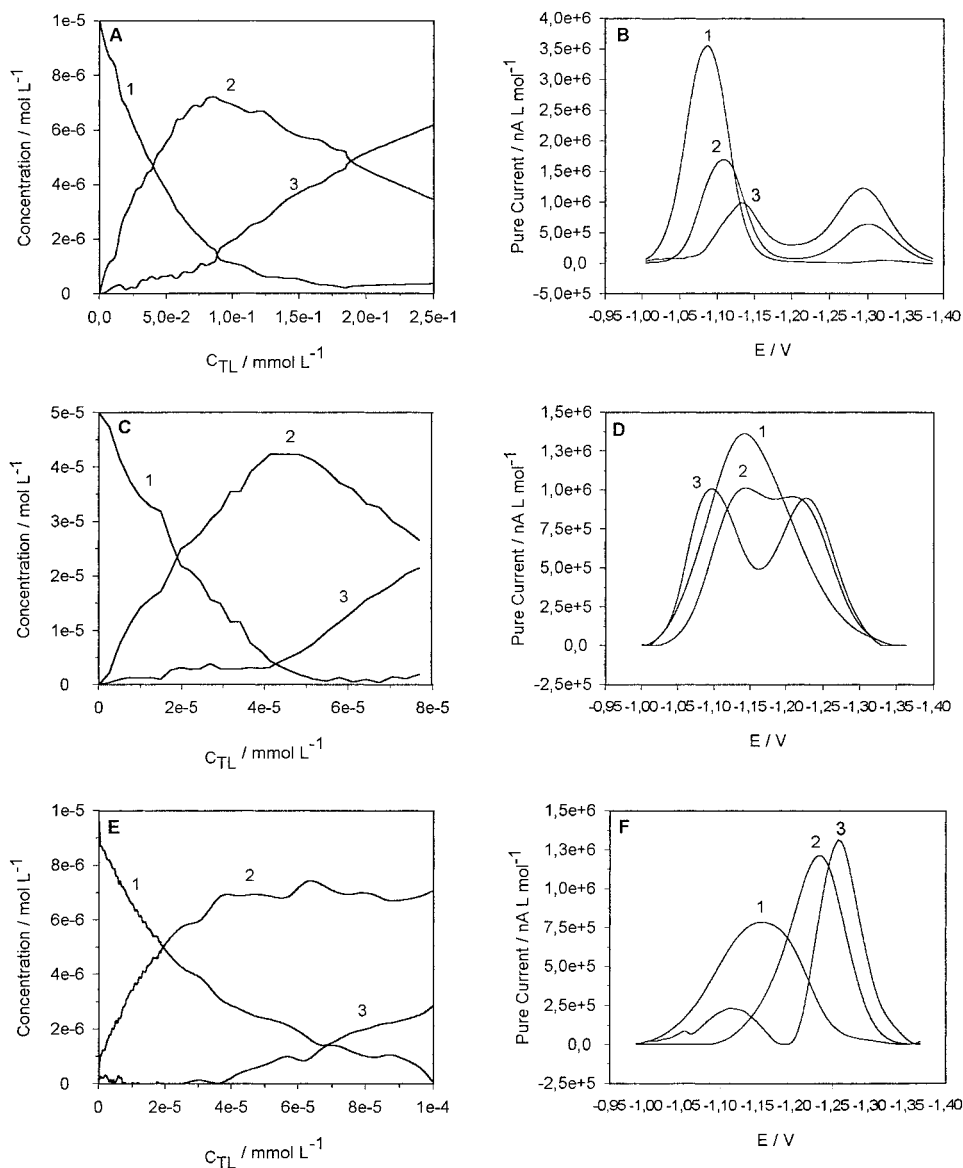 A
1e-5
8e-6
6e-6
4e-6
2e-6
0
Concentration / mol L⁻¹
1
2
3
0,0 5,0e-2 1,0e-1 1,5e-1 2,0e-1 2,5e-1
C_TL / mmol L⁻¹
B
4,0e+6
3,5e+6
3,0e+6
2,5e+6
2,0e+6
1,5e+6
1,0e+6
5,0e+5
0,0
-5,0e+5
Pure Current / nA L mol⁻¹
1
2
3
-0,95 -1,00 -1,05 -1,10 -1,15 -1,20 -1,25 -1,30 -1,35 -1,40
E / V
C
5e-5
4e-5
3e-5
2e-5
1e-5
0
Concentration / mol L⁻¹
1
2
3
0 2e-5 4e-5 6e-5 8e-5
C_TL / mmol L⁻¹
D
1,5e+6
1,3e+6
1,0e+6
7,5e+5
5,0e+5
2,5e+5
0,0
-2,5e+5
Pure Current / nA L mol⁻¹
1
2
3
-0,95 -1,00 -1,05 -1,10 -1,15 -1,20 -1,25 -1,30 -1,35 -1,40
E / V
E
1e-5
8e-6
6e-6
4e-6
2e-6
0
Concentration / mol L⁻¹
1
2
3
0 2e-5 4e-5 6e-5 8e-5 1e-4
C_TL / mmol L⁻¹
F
1,5e+6
1,3e+6
1,0e+6
7,5e+5
5,0e+5
2,5e+5
0,0
-2,5e+5
Pure Current / nA L mol⁻¹
1
2
3
-0,95 -1,00 -1,05 -1,10 -1,15 -1,20 -1,25 -1,30 -1,35 -1,40
E / V